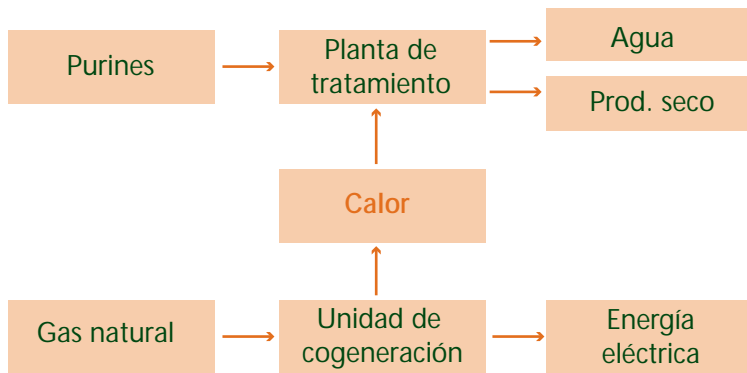 Purines
Planta de
tratamiento
Agua
Prod. seco
Calor
Gas natural
Unidad de
cogeneración
Energía
eléctrica